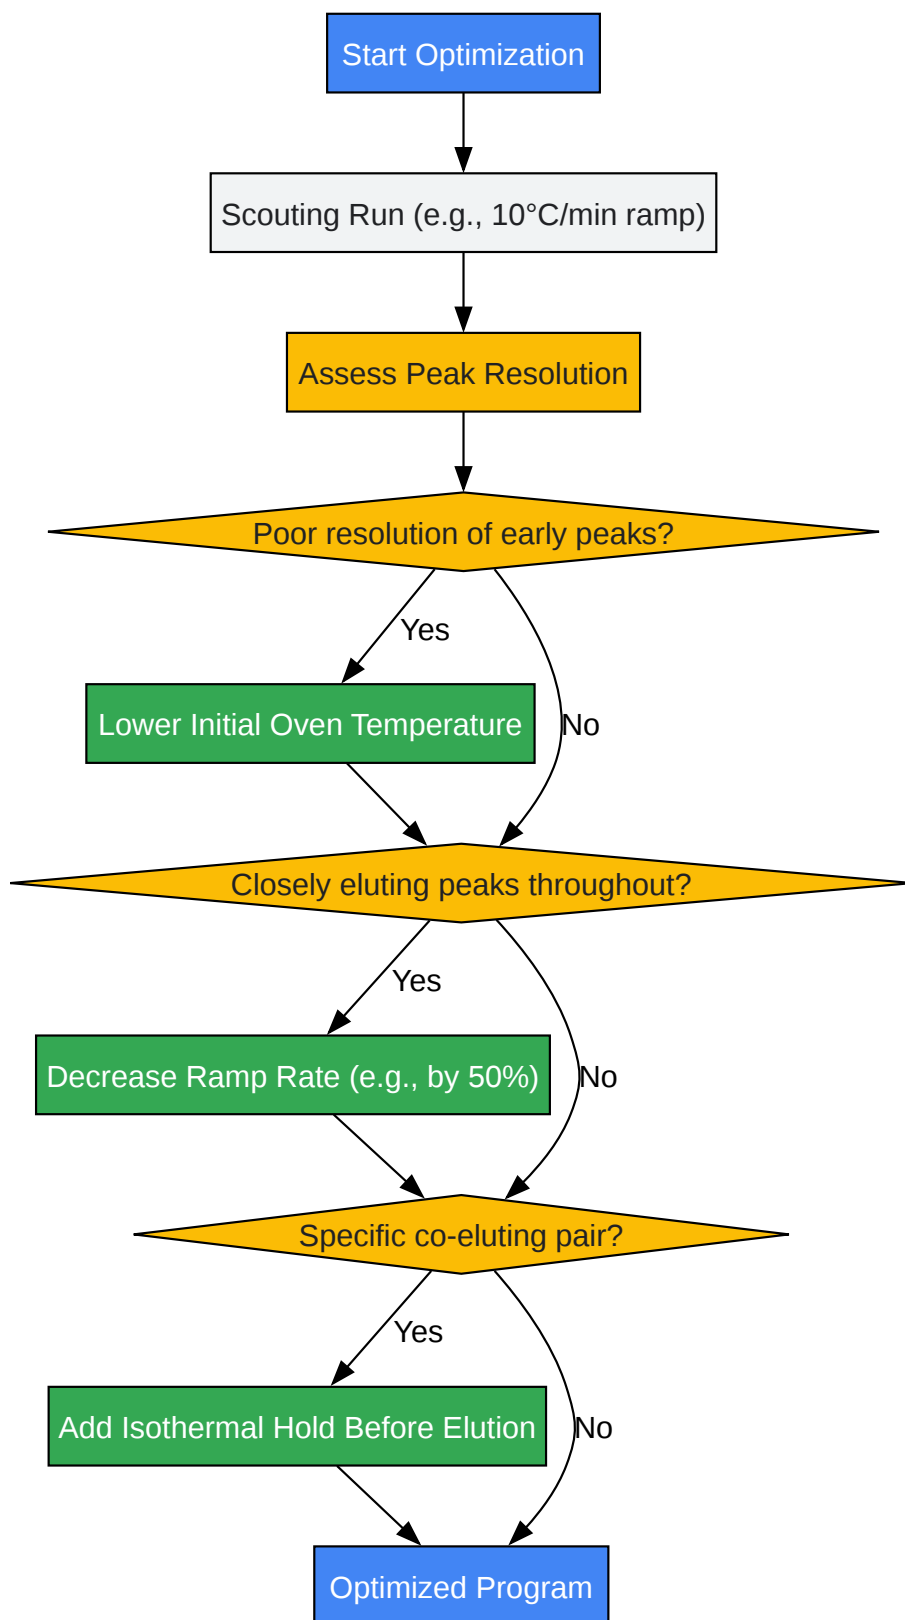 Start Optimization
Scouting Run (e.g., 10°C/min ramp)
Assess Peak Resolution
Poor resolution of early peaks?
Yes
Lower Initial Oven Temperature
No
Closely eluting peaks throughout?
Yes
Decrease Ramp Rate (e.g., by 50%)
No
Specific co-eluting pair?
Yes
Add Isothermal Hold Before Elution
No
Optimized Program